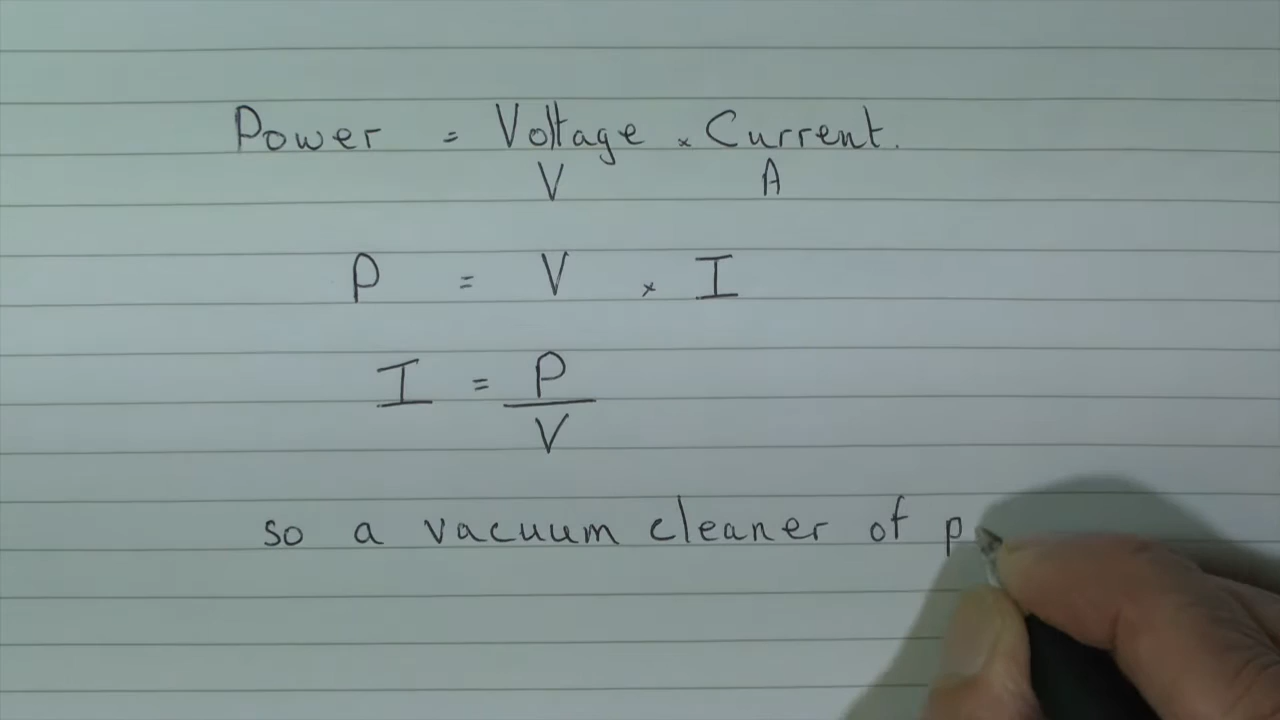 Power = Voltage × Current.
V A
P = V × I
I = P
V
so a vacuum cleaner of p